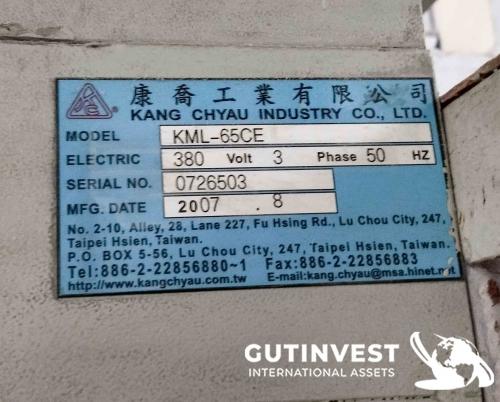 康喬工業有限公司
KANG CHYAU INDUSTRY CO., LTD.
MODEL KML-65CE
ELECTRIC 380 Volt 3 Phase 50 HZ
SERIAL NO. 0726503
MFG. DATE 2007 . 8
No. 2-10, Alley, 28, Lane 227, Fu Hsing Rd., Lu Chou City, 247,
Taipei Hsien, Taiwan.
P.O. BOX 5-56, Lu Chou City, 247, Taipei Hsien, Taiwan.
Tel:886-2-22856880~1 Fax:886-2-22856883
http://www.kangchyau.com.tw E-mail:kang.chyau@msa.hinet.net
GUTINVEST
INTERNATIONAL ASSETS